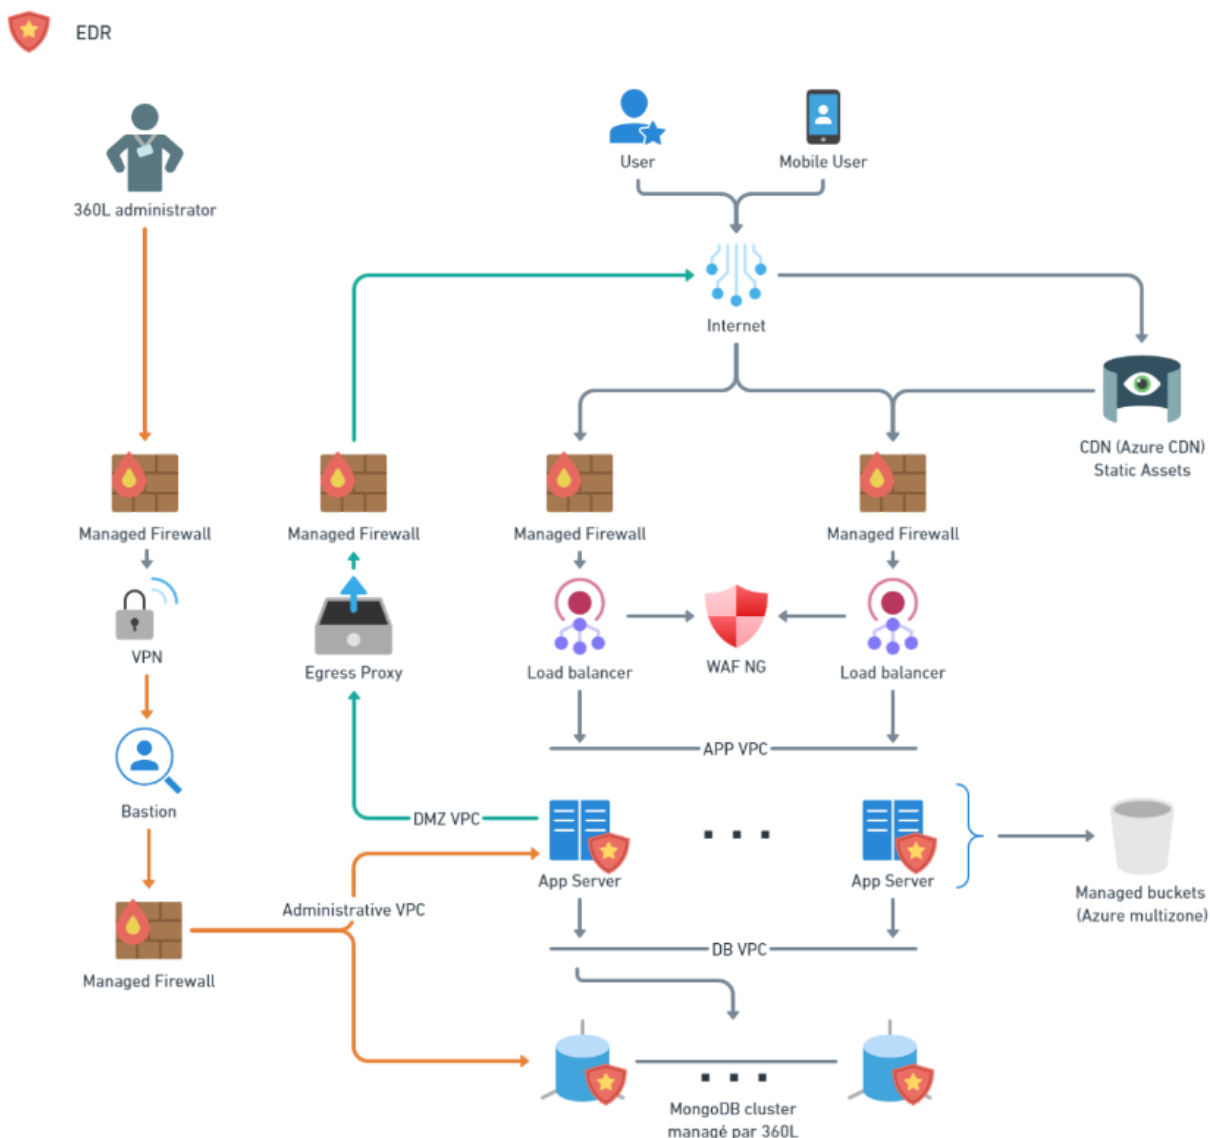 EDR
User
Mobile User
360L administrator
Internet
CDN (Azure CDN)
Static Assets
Managed Firewall
Managed Firewall
Managed Firewall
Managed Firewall
VPN
Egress Proxy
Load balancer
WAF NG
Load balancer
APP VPC
Bastion
DMZ VPC
App Server
App Server
Managed buckets
(Azure multizone)
Administrative VPC
DB VPC
Managed Firewall
MongoDB cluster
managé par 360L